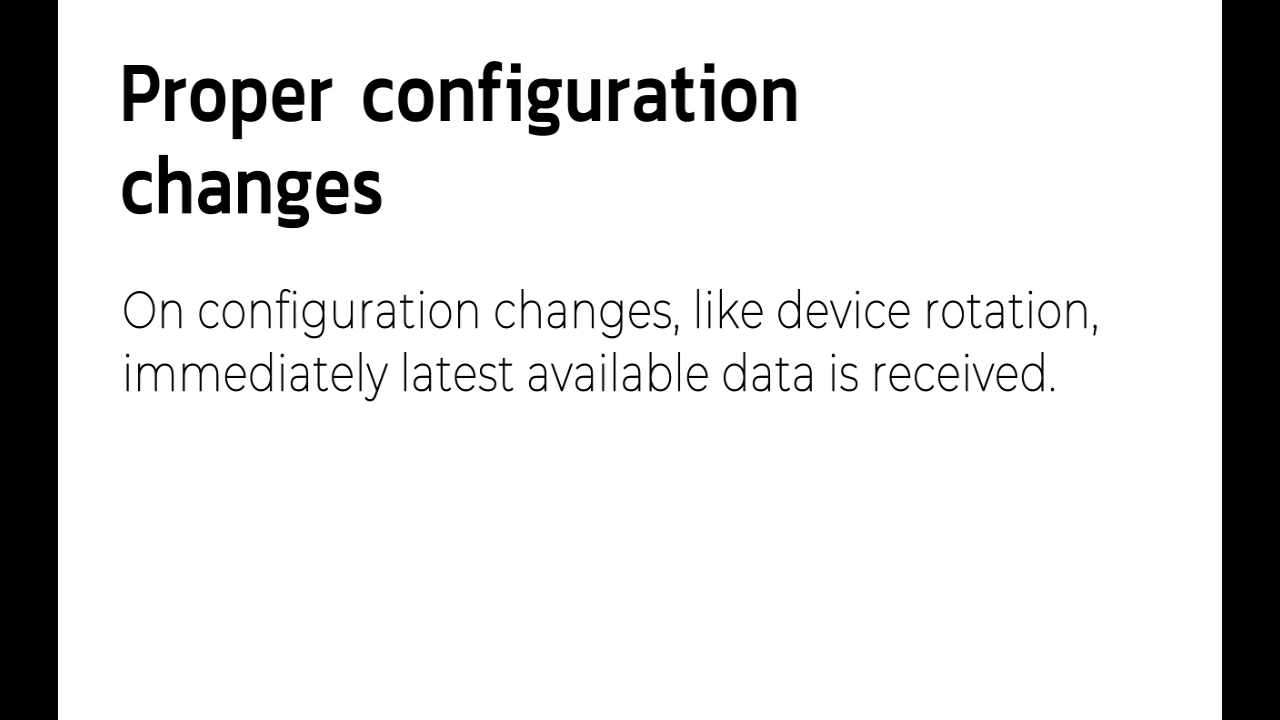 Proper configuration
changes
On configuration changes, like device rotation,
immediately latest available data is received.